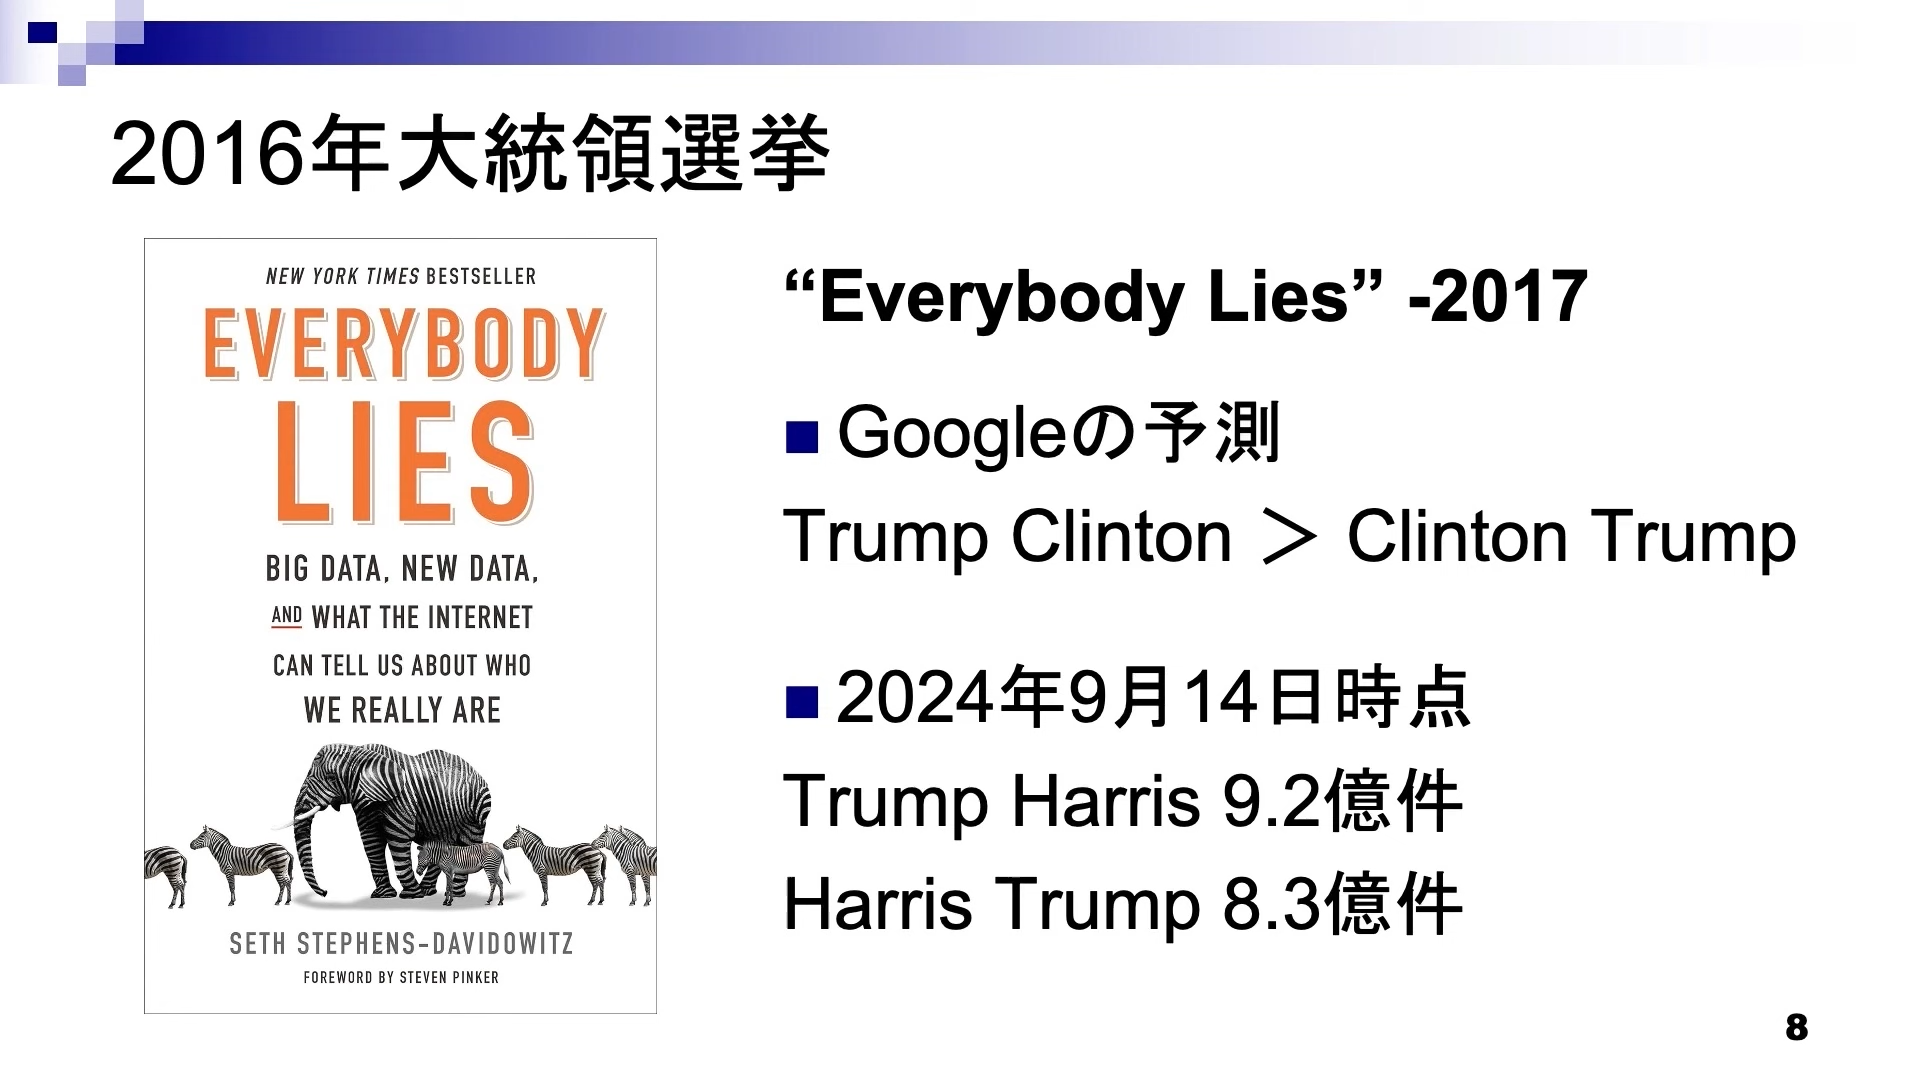 2016年大統領選挙
NEW YORK TIMES BESTSELLER
EVERYBODY
LIES
BIG DATA, NEW DATA,
AND WHAT THE INTERNET
CAN TELL US ABOUT WHO
WE REALLY ARE
SETH STEPHENS-DAVIDOWITZ
FOREWORD BY STEVEN PINKER
“Everybody Lies” -2017
Googleの予測
Trump Clinton ＞ Clinton Trump
2024年9月14日時点
Trump Harris 9.2億件
Harris Trump 8.3億件
8